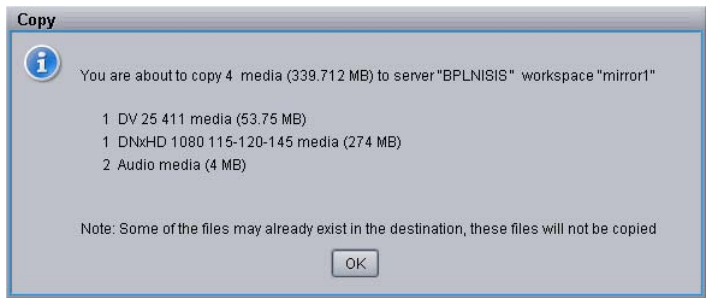 Copy
You are about to copy 4 media (339.712 MB) to server "BPLNISIS" workspace "mirror1"
1 DV 25 411 media (53.75 MB)
1 DNxHD 1080 115-120-145 media (274 MB)
2 Audio media (4 MB)
Note: Some of the files may already exist in the destination, these files will not be copied
OK